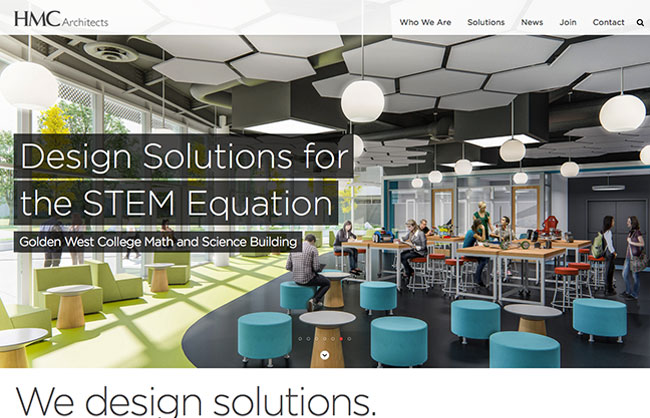 HMC Architects
Who We Are Solutions News Join Contact
Design Solutions for
the STEM Equation
Golden West College Math and Science Building
We design solutions.